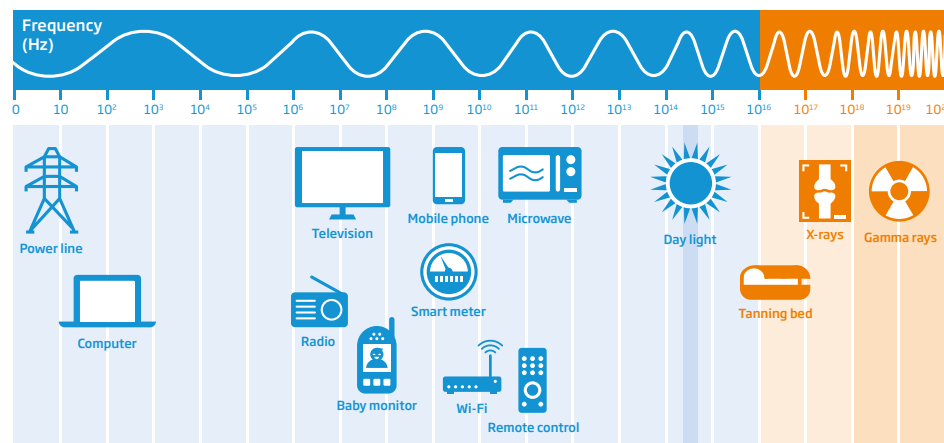 Frequency
(Hz)
0 10 10² 10³ 10⁴ 10⁵ 10⁶ 10⁷ 10⁸ 10⁹ 10¹⁰ 10¹¹ 10¹² 10¹³ 10¹⁴ 10¹⁵ 10¹⁶ 10¹⁷ 10¹⁸ 10¹⁹
Power line
Television
Mobile phone
Microwave
Day light
X-rays
Gamma rays
Computer
Radio
Smart meter
Tanning bed
Baby monitor
Wi-Fi
Remote control